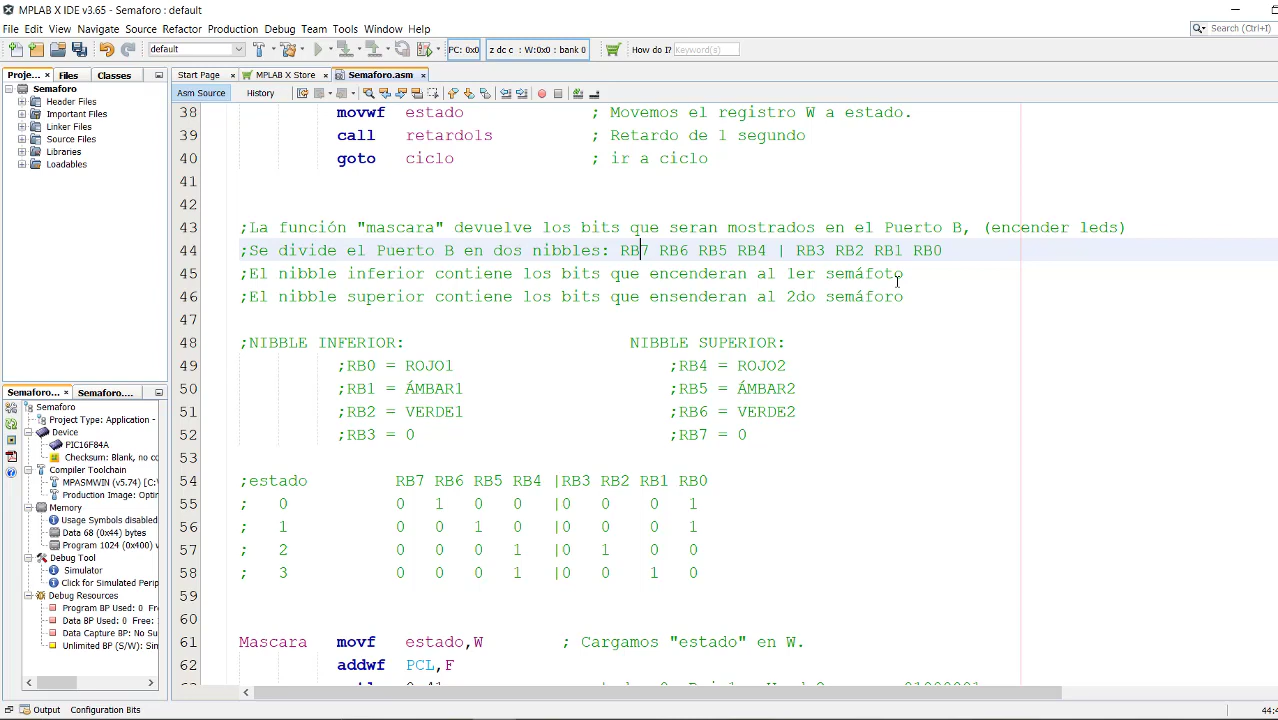 MPLAB X IDE v3.65 - Semaforo : default
File Edit View Navigate Source Refactor Production Debug Team Tools Window Help
Search (Ctrl+I)
default
PC: 0x0
z dc c : W:0x0 : bank 0
How do I?
Keyword(s)
Proje... Files Classes
Start Page MPLAB X Store Semaforo.asm
Asm Source History
Semaforo
Header Files
Important Files
Linker Files
Source Files
Libraries
Loadables
38 movwf estado ; Movemos el registro W a estado.
39 call retardo1s ; Retardo de 1 segundo
40 goto ciclo ; ir a ciclo
41
42
43 ;La función "mascara" devuelve los bits que seran mostrados en el Puerto B, (encender leds)
44 ;Se divide el Puerto B en dos nibbles: RB7 RB6 RB5 RB4 | RB3 RB2 RB1 RB0
45 ;El nibble inferior contiene los bits que encenderan al 1er semáfoto
46 ;El nibble superior contiene los bits que ensenderan al 2do semáforo
47
48 ;NIBBLE INFERIOR: NIBBLE SUPERIOR:
49 ;RB0 = ROJO1 ;RB4 = ROJO2
50 ;RB1 = ÁMBAR1 ;RB5 = ÁMBAR2
51 ;RB2 = VERDE1 ;RB6 = VERDE2
52 ;RB3 = 0 ;RB7 = 0
53
54 ;estado RB7 RB6 RB5 RB4 |RB3 RB2 RB1 RB0
55 ; 0 0 1 0 0 |0 0 0 1
56 ; 1 0 0 1 0 |0 0 0 1
57 ; 2 0 0 0 1 |0 1 0 0
58 ; 3 0 0 0 1 |0 0 1 0
59
60
61 Mascara movf estado,W ; Cargamos "estado" en W.
62 addwf PCL,F
Semaforo... Semaforo....
Semaforo
Project Type: Application -
Device
PIC16F84A
Checksum: Blank, no co
Compiler Toolchain
MPASMWIN (v5.74) [C:
Production Image: Optir
Memory
Usage Symbols disabled
Data 68 (0x44) bytes
Program 1024 (0x400) w
Debug Tool
Simulator
Click for Simulated Perip
Debug Resources
Program BP Used: 0 Fre
Data BP Used: 0 Free:
Data Capture BP: No Su
Unlimited BP (S/W): Sim
Output Configuration Bits
44:4